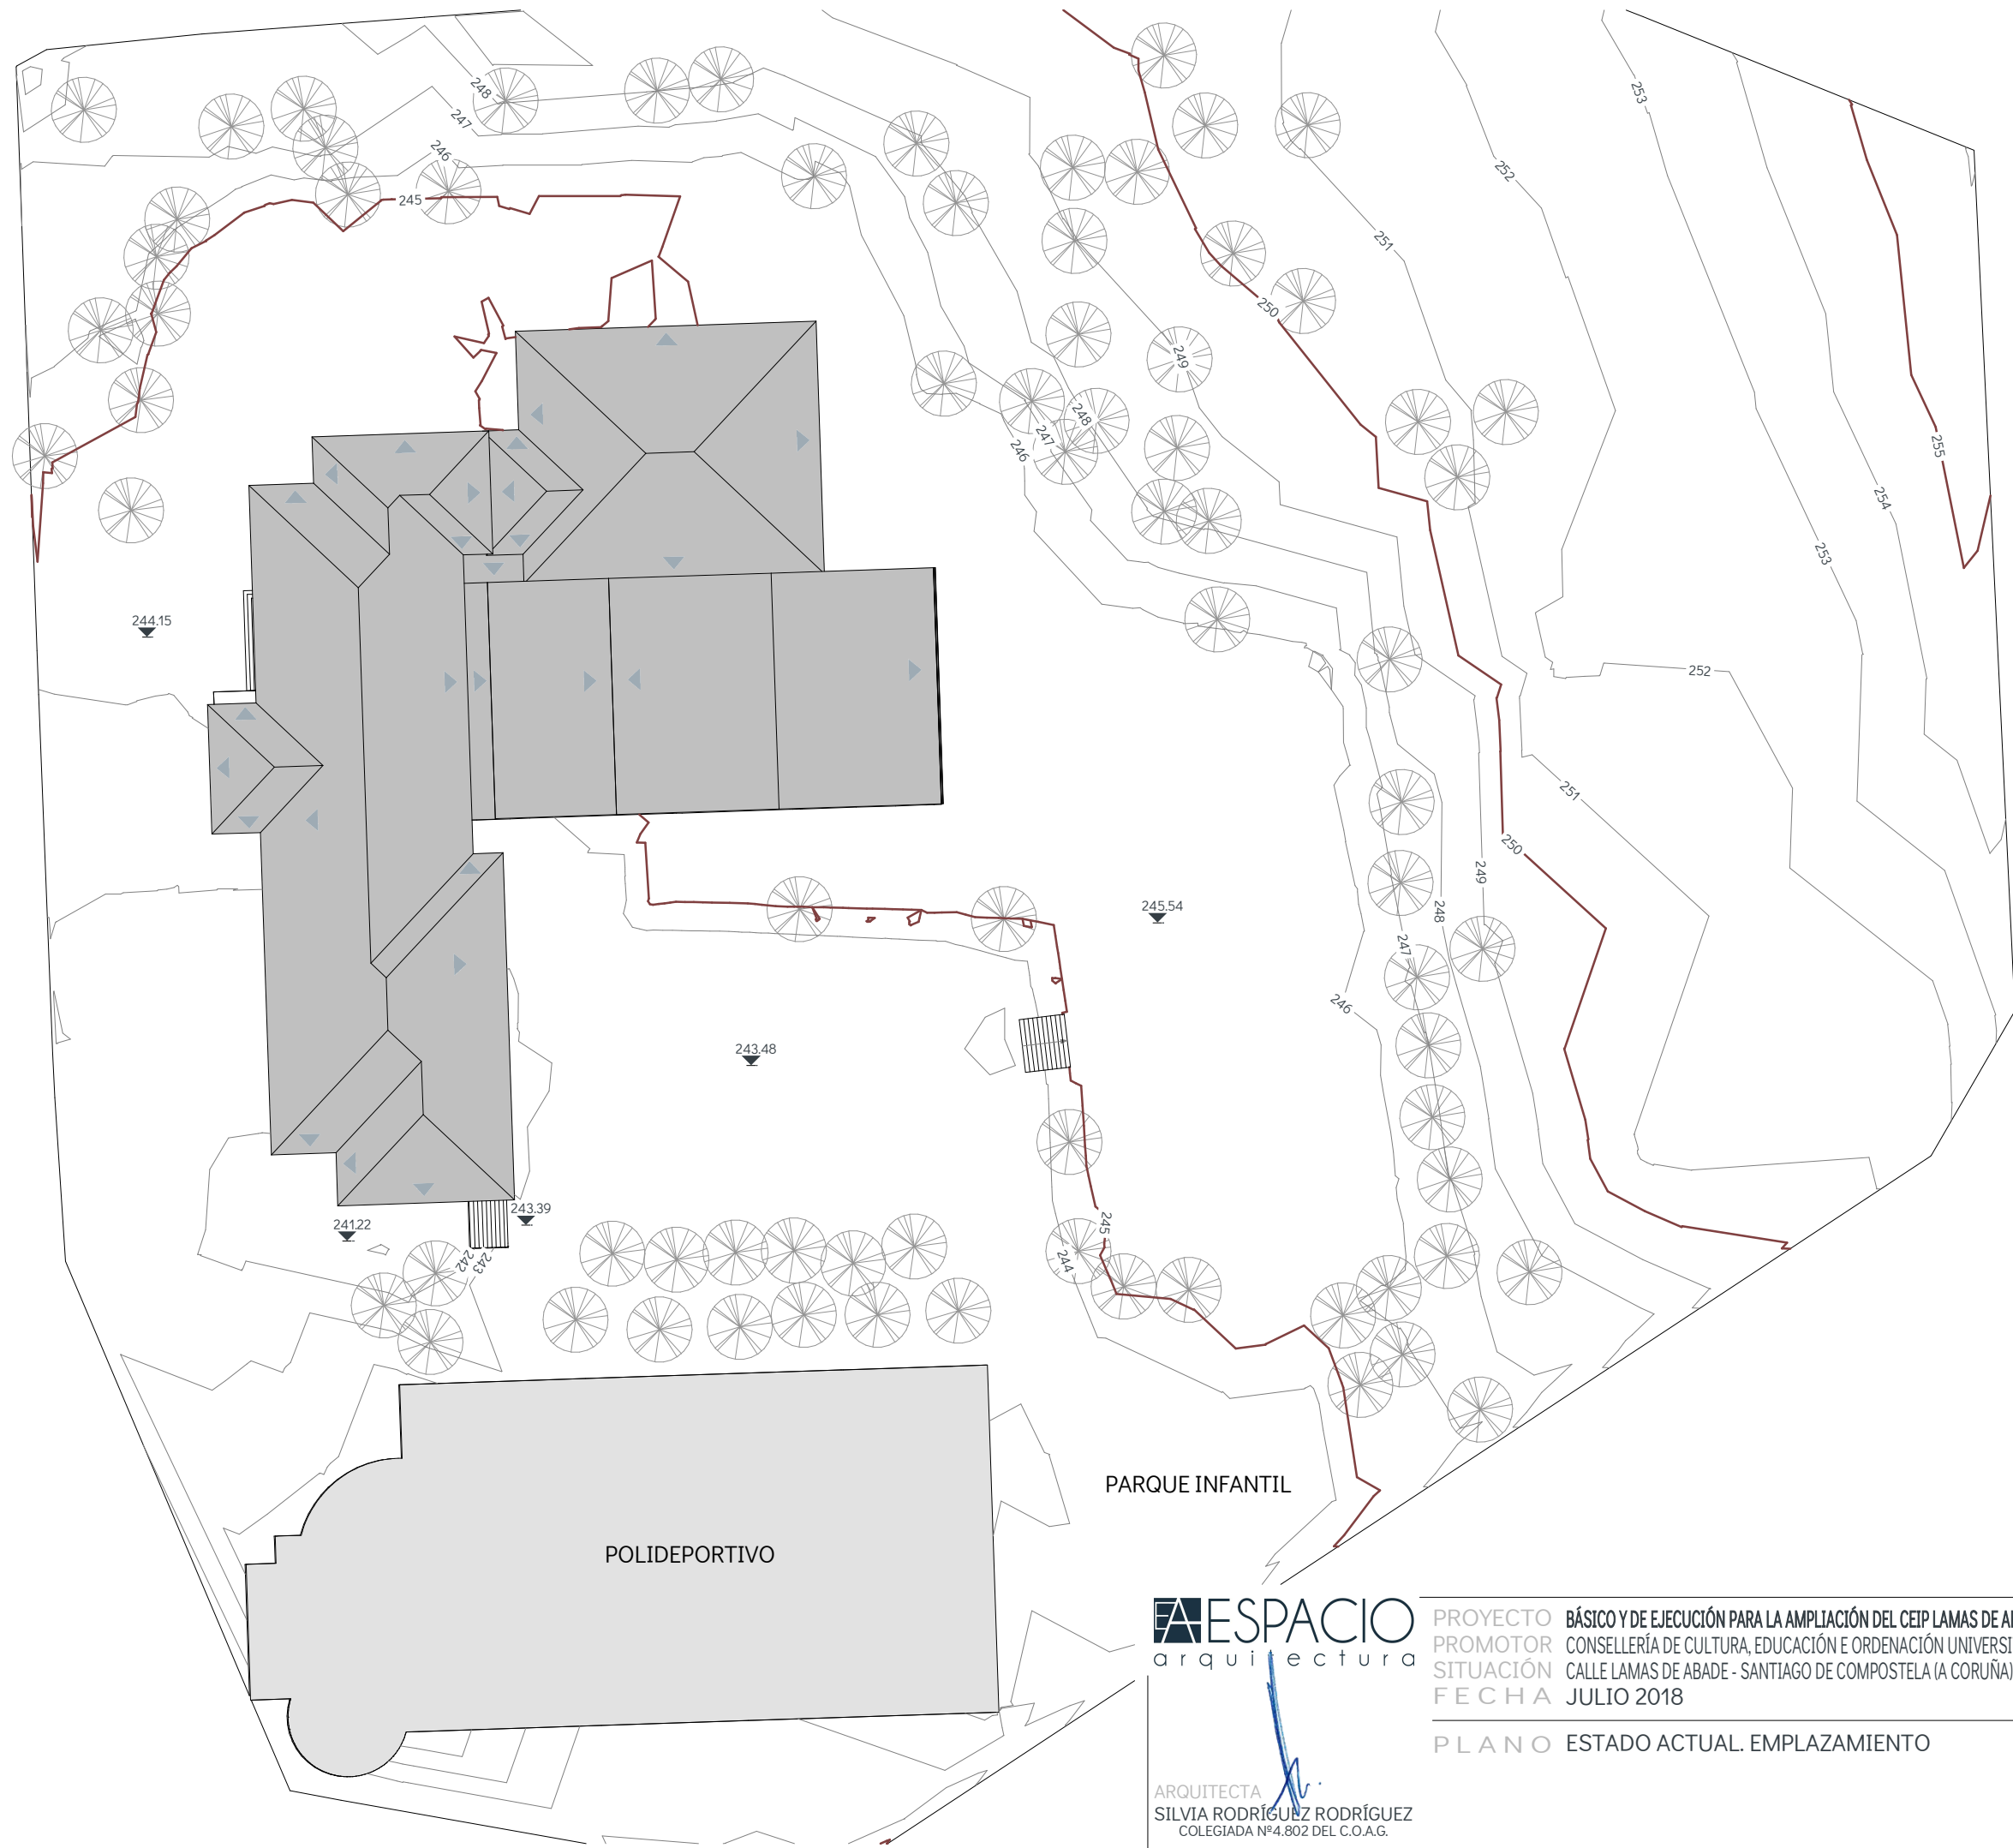 248
247
246
245
253
252
251
250
249
248
247
246
255
254
253
252
244.15
251
250
249
248
247
246
245.54
243.48
243.39
241.22
242
243
245
244
PARQUE INFANTIL
POLIDEPORTIVO
EA ESPACIO
arquitectura
PROYECTO BÁSICO Y DE EJECUCIÓN PARA LA AMPLIACIÓN DEL CEIP LAMAS DE
PROMOTOR CONSELLERÍA DE CULTURA, EDUCACIÓN E ORDENACIÓN UNIVERSI
SITUACIÓN CALLE LAMAS DE ABADE - SANTIAGO DE COMPOSTELA (A CORUÑA)
FECHA JULIO 2018
PLANO ESTADO ACTUAL. EMPLAZAMIENTO
ARQUITECTA
SILVIA RODRÍGUEZ RODRÍGUEZ
COLEGIADA Nº4.802 DEL C.O.A.G.